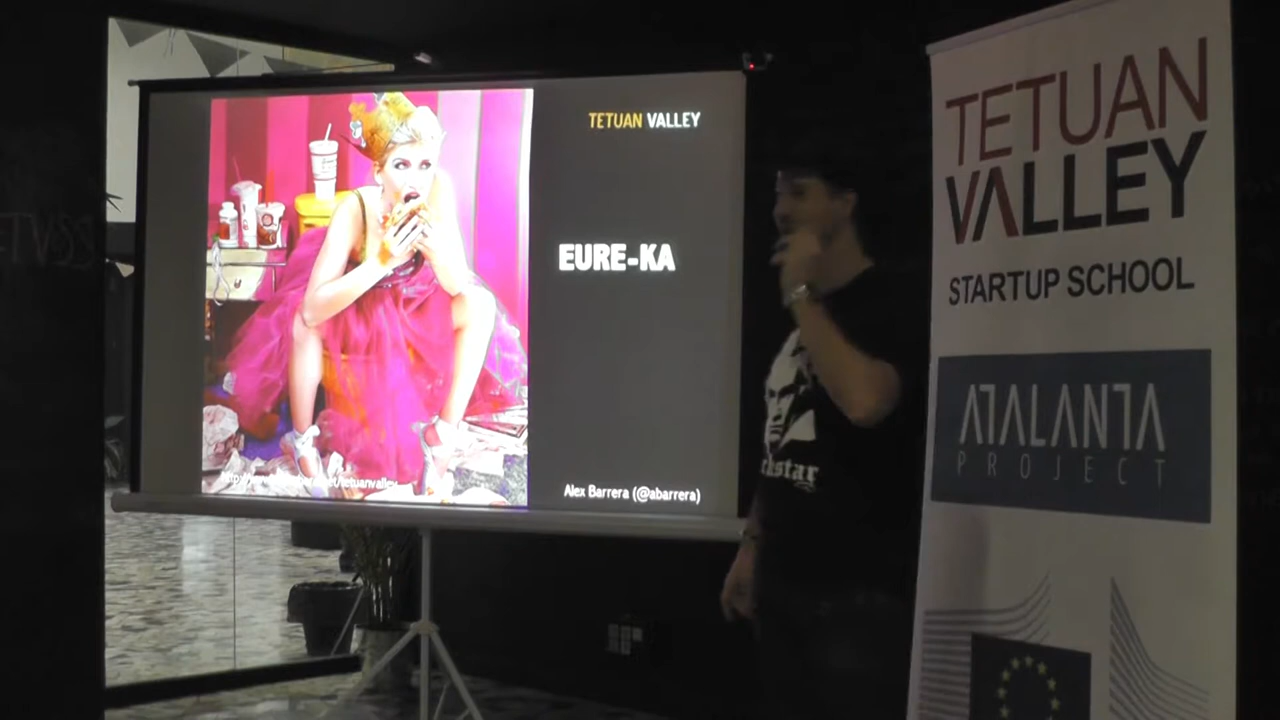 TETUAN VALLEY
EURE-KA
Alex Barrera (@abarrera)
TETUAN
VALLEY
STARTUP SCHOOL
ATALANTA
PROJECT